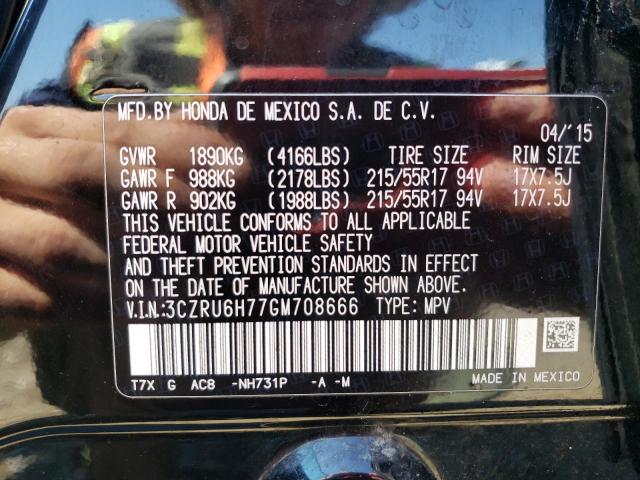 MFD.BY HONDA DE MEXICO S.A. DE C.V.
04/'15
GVWR 1890KG (4166LBS) TIRE SIZE RIM SIZE
GAWR F 988KG (2178LBS) 215/55R17 94V 17X7.5J
GAWR R 902KG (1988LBS) 215/55R17 94V 17X7.5J
THIS VEHICLE CONFORMS TO ALL APPLICABLE
FEDERAL MOTOR VEHICLE SAFETY
AND THEFT PREVENTION STANDARDS IN EFFECT
ON THE DATE OF MANUFACTURE SHOWN ABOVE.
V.I.N.:3CZRU6H77GM708666 TYPE: MPV
T7X G AC8 -NH731P -A -M
MADE IN MEXICO